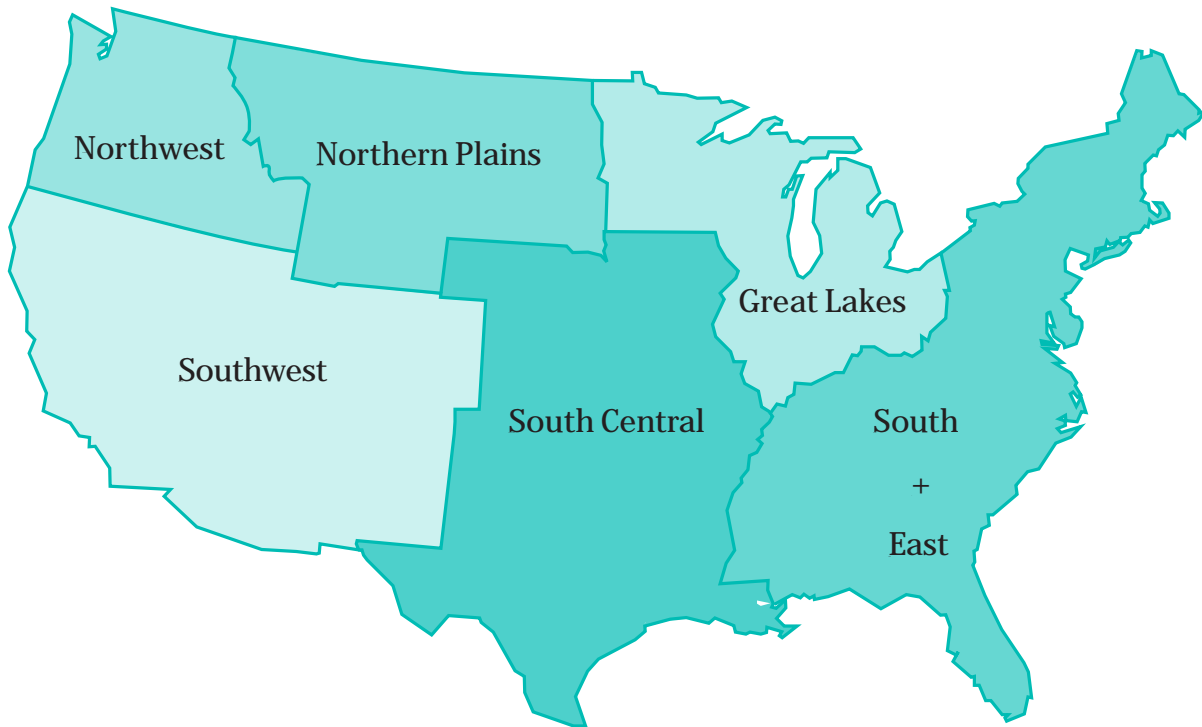 Northwest
Northern Plains
Great Lakes
Southwest
South Central
South
+
East